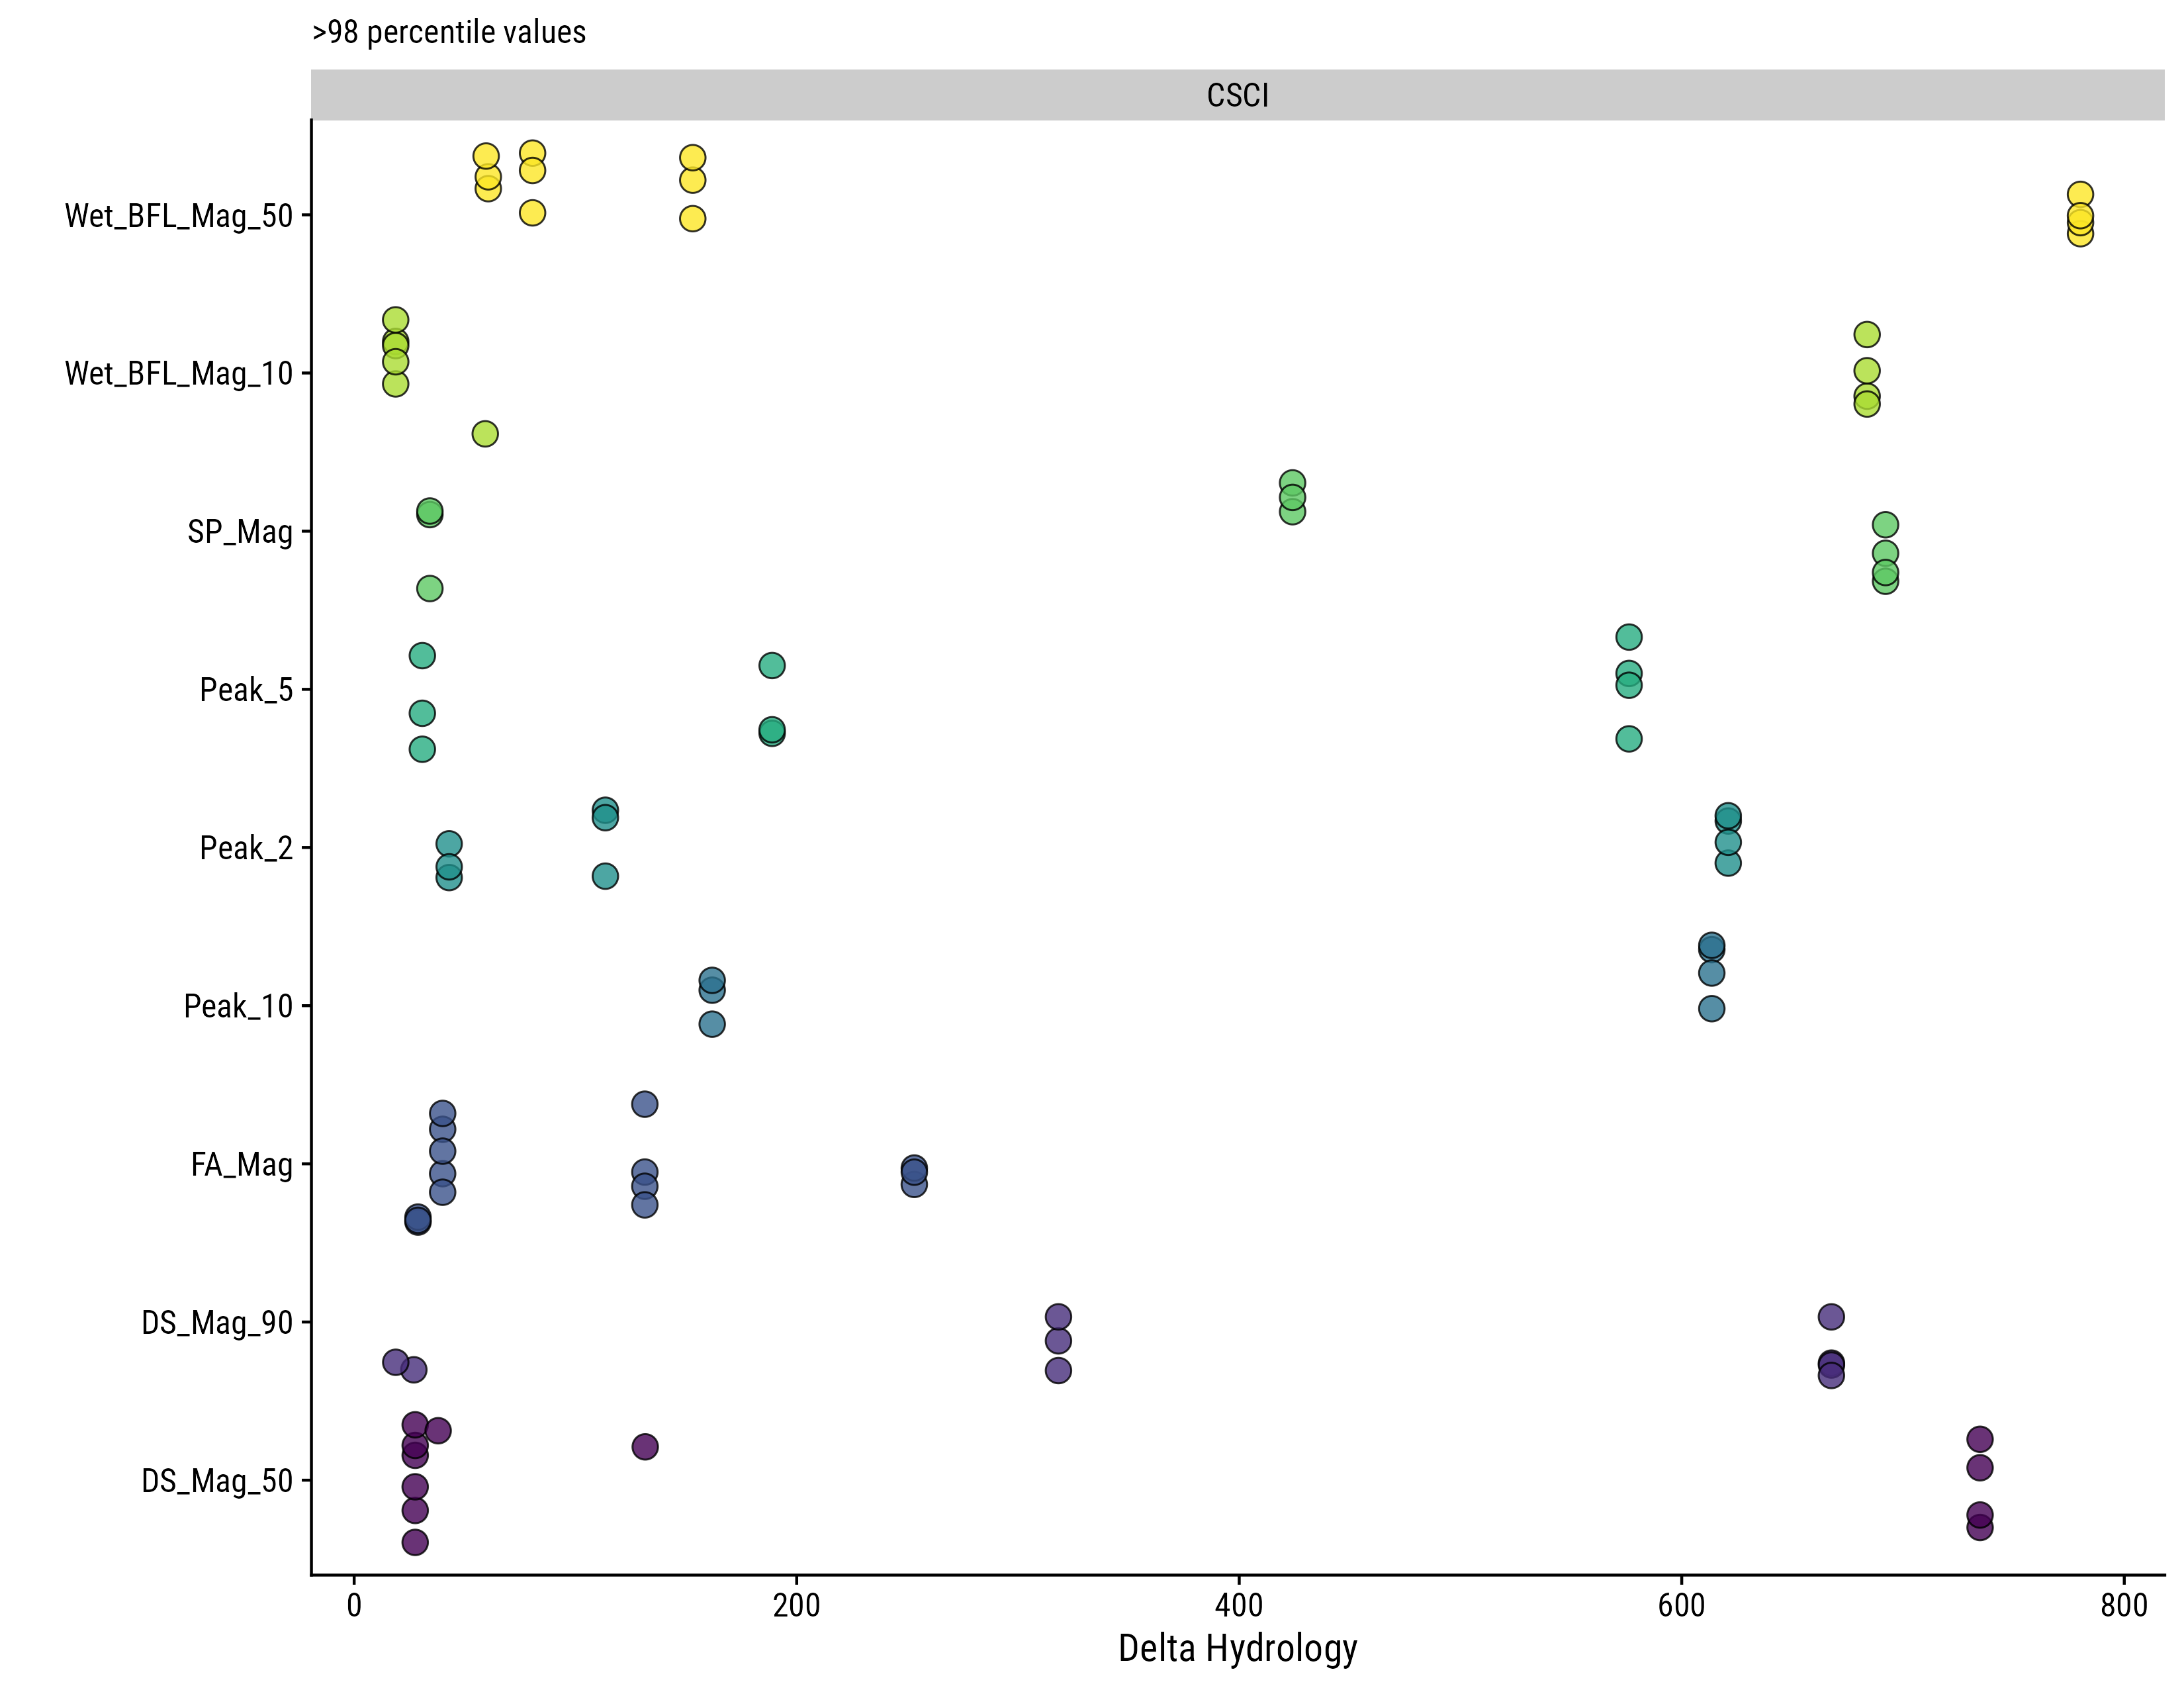 >98 percentile values
CSCI
Wet_BFL_Mag_50
Wet_BFL_Mag_10
SP_Mag
Peak_5
Peak_2
Peak_10
FA_Mag
DS_Mag_90
DS_Mag_50
0 200 400 600 800
Delta Hydrology